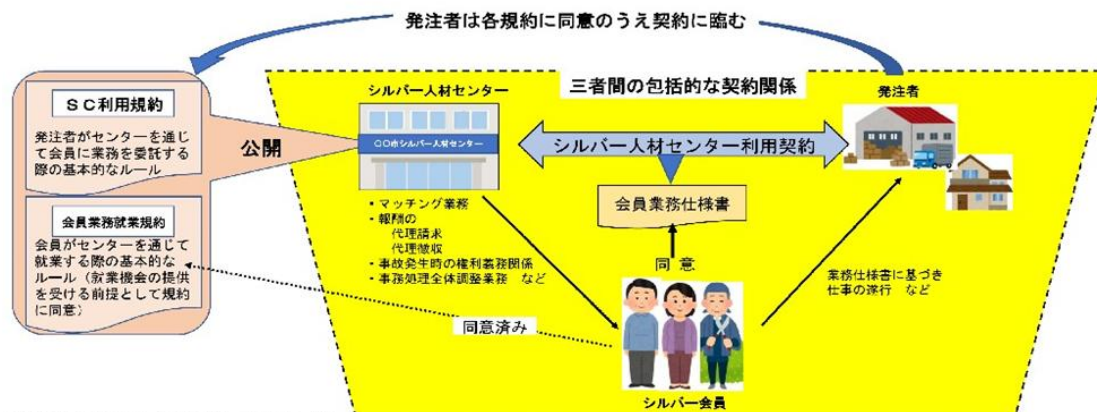 発注者は各規約に同意のうえ契約に臨む
三者間の包括的な契約関係
ＳＣ利用規約
発注者がセンターを通じ
て会員に業務を委託する
際の基本的なルール
会員業務就業規約
会員がセンターを通じて
就業する際の基本的な
ルール（就業機会の提供
を受ける前提として規約
に同意）
公開
シルバー人材センター
〇〇市シルバー人材センター
・マッチング業務
・報酬の
代理請求
代理徴収
・事故発生時の権利義務関係
・事務処理全体調整業務　など
シルバー人材センター利用契約
会員業務仕様書
同 意
発注者
業務仕様書に基づき
仕事の遂行　など
同意済み
シルバー会員